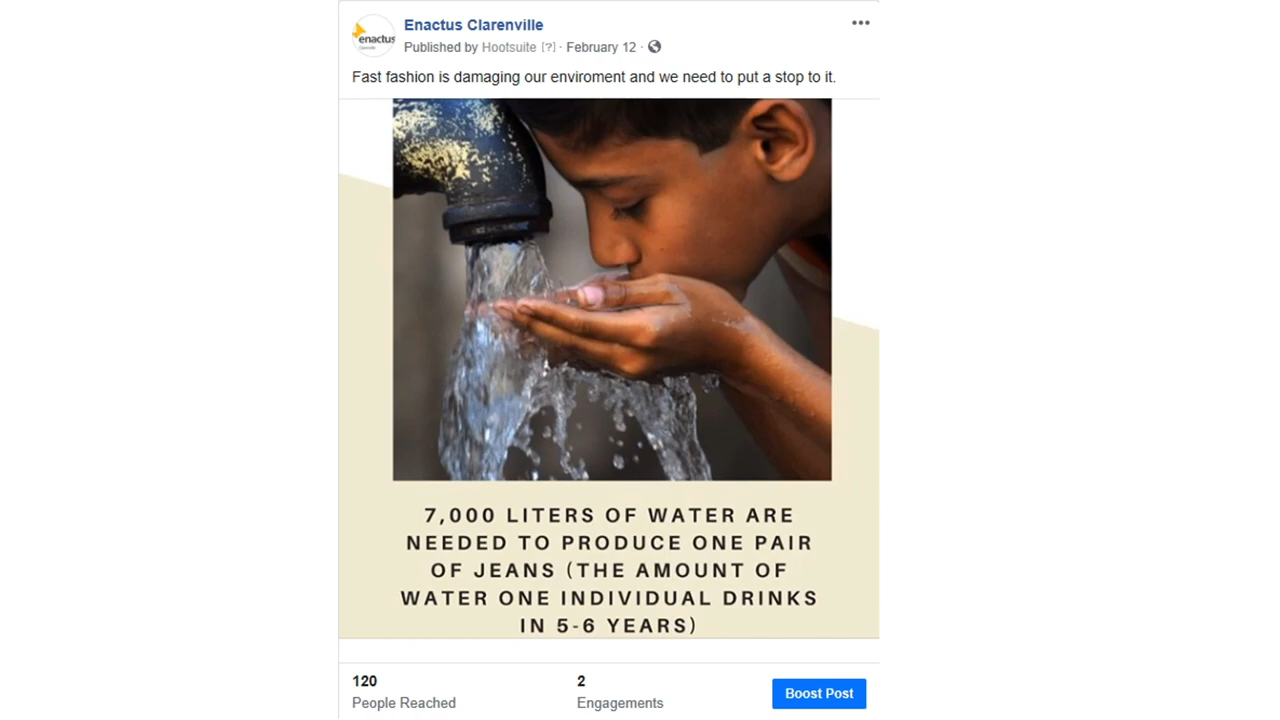 Enactus Clarenville
Published by Hootsuite [?] · February 12 ·
Fast fashion is damaging our enviroment and we need to put a stop to it.
enactus
7,000 LITERS OF WATER ARE
NEEDED TO PRODUCE ONE PAIR
OF JEANS (THE AMOUNT OF
WATER ONE INDIVIDUAL DRINKS
IN 5-6 YEARS)
120
People Reached
2
Engagements
Boost Post